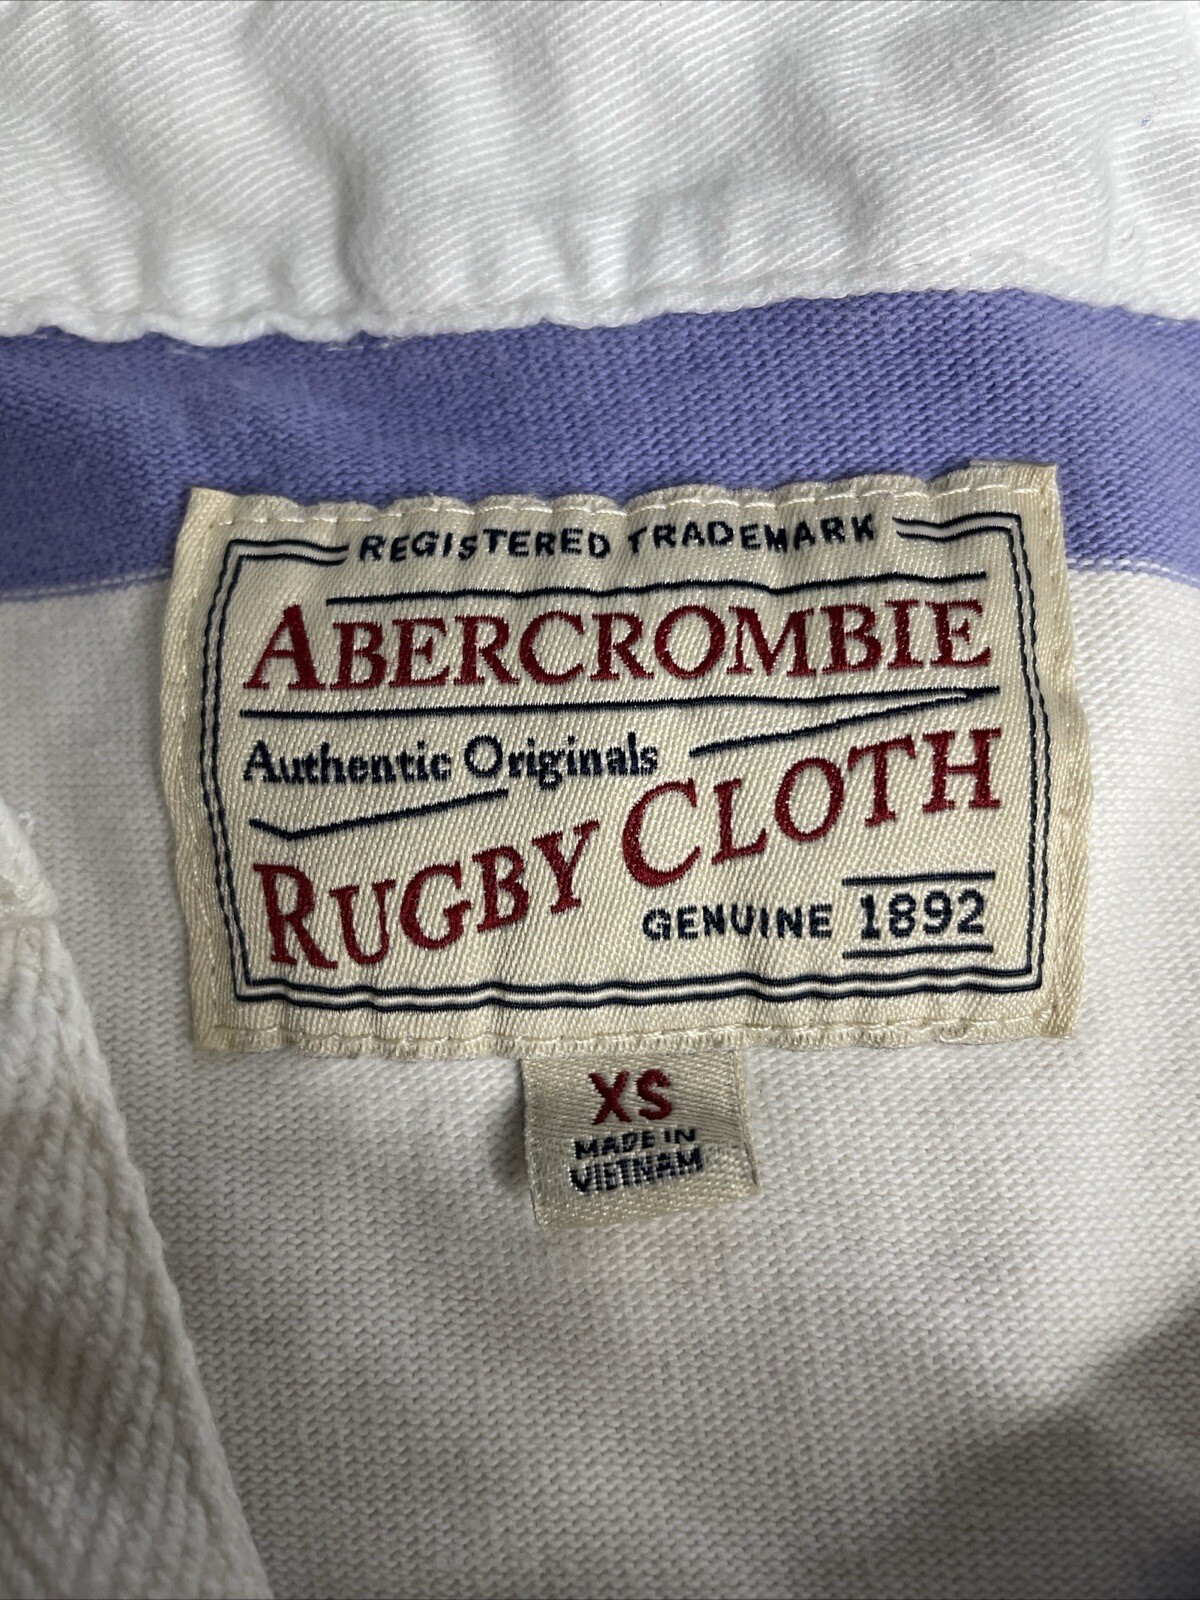 REGISTERED TRADEMARK
ABERCROMBIE
Authentic Originals
RUGBY CLOTH
GENUINE 1892
XS
MADE IN
VIETNAM